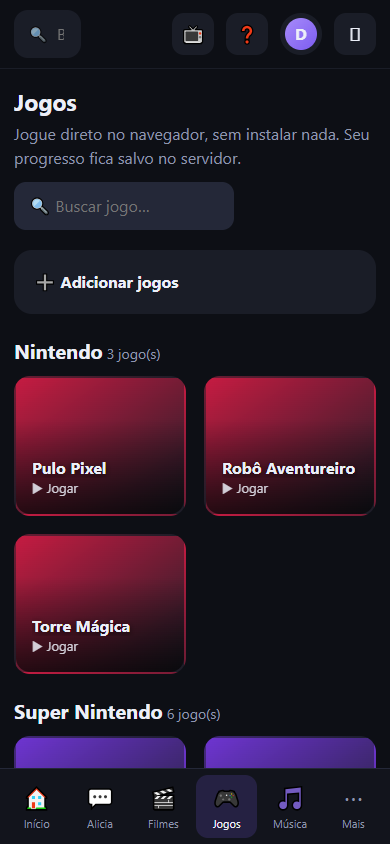 B
D
Jogos
Jogue direto no navegador, sem instalar nada. Seu
progresso fica salvo no servidor.
Buscar jogo...
Adicionar jogos
Nintendo 3 jogo(s)
Pulo Pixel
▶ Jogar
Robô Aventureiro
▶ Jogar
Torre Mágica
▶ Jogar
Super Nintendo 6 jogo(s)
Início
Alicia
Filmes
Jogos
Música
Mais